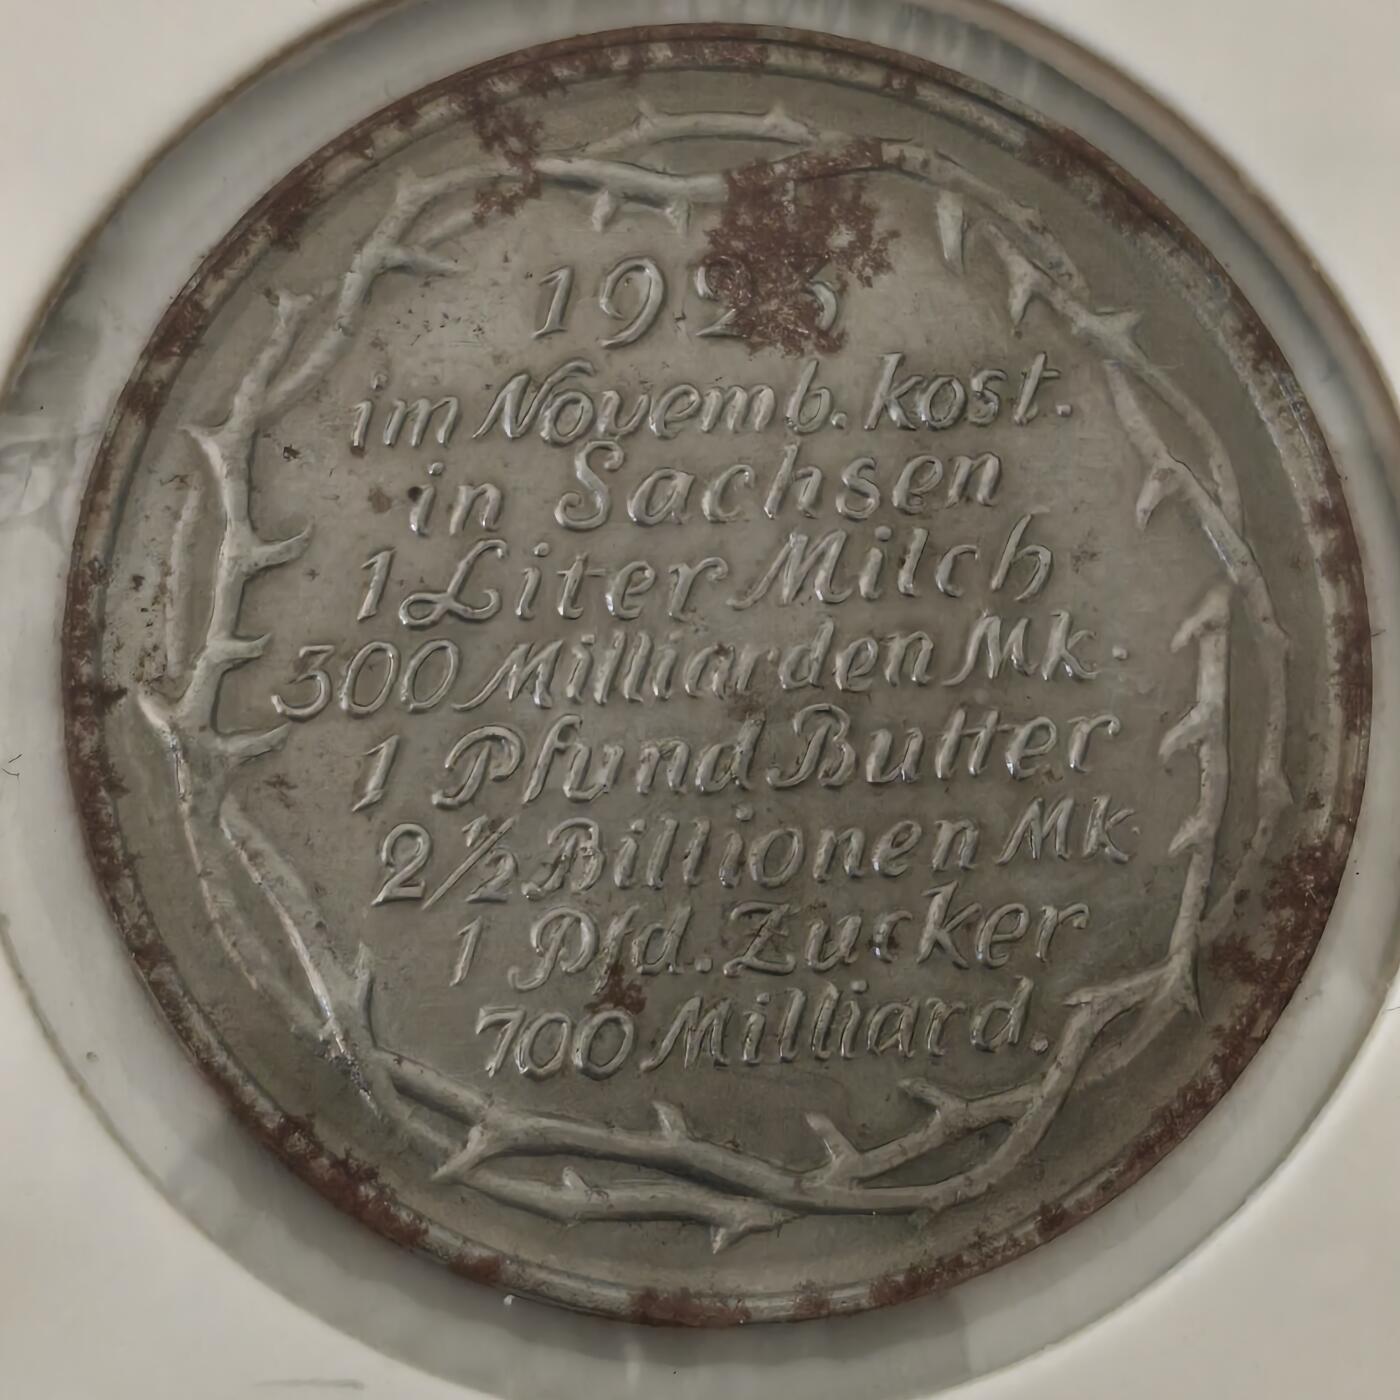 1923
im Novemb. kost.
in Sachsen
1 Liter Milch
300 Milliarden Mk.
1 Pfund Butter
2½ Billionen Mk.
1 Pfd. Zucker
700 Milliard.